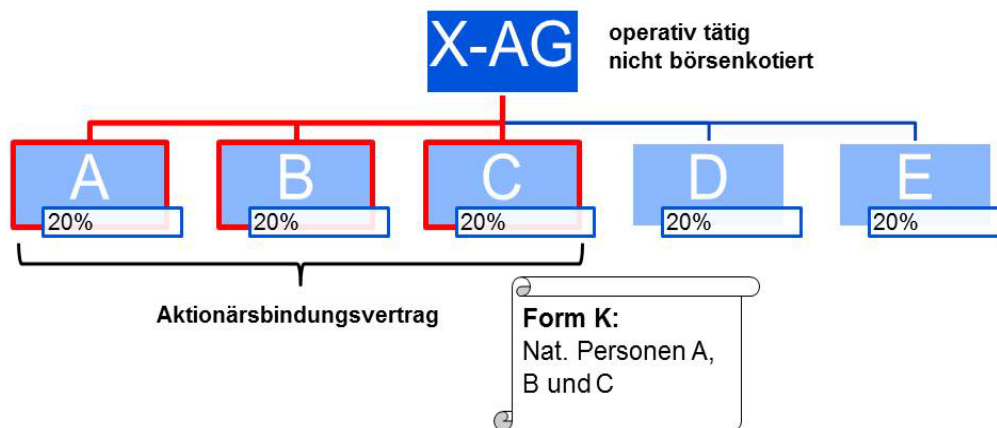 X-AG
operativ tätig
nicht börsenkotiert
A
B
C
D
E
20%
20%
20%
20%
20%
Aktionärsbindungsvertrag
Form K:
Nat. Personen A,
B und C